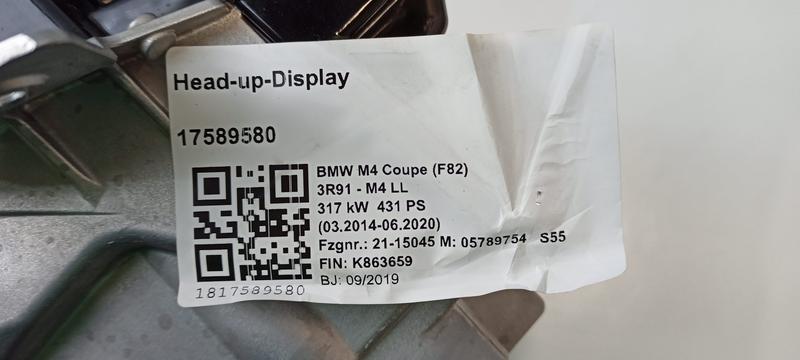 Head-up-Display
17589580
BMW M4 Coupe (F82)
3R91 - M4 LL
317 kW 431 PS
(03.2014-06.2020)
Fzgnr.: 21-15045 M: 05789754 S55
FIN: K863659
BJ: 09/2019
1817589580